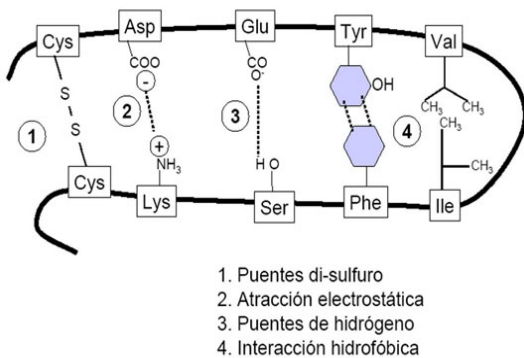 Cys Asp Glu Tyr Val
COO
-
CO
O-
OH
S
S
1
2
3
4
CH3 CH3
CH3
+
NH3
H O
Cys Lys Ser Phe Ile
1. Puentes di-sulfuro
2. Atracción electrostática
3. Puentes de hidrógeno
4. Interacción hidrofóbica